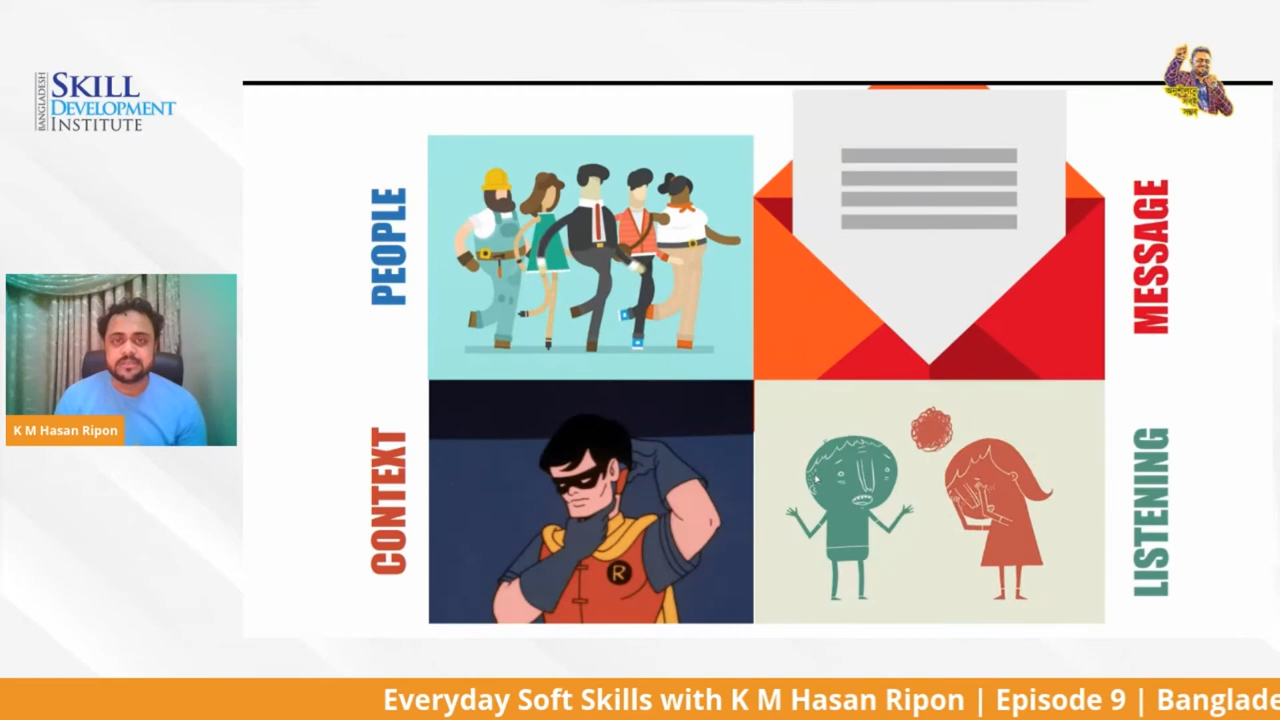 BANGLADESH
SKILL
DEVELOPMENT
INSTITUTE
PEOPLE
MESSAGE
CONTEXT
LISTENING
R
K M Hasan Ripon
Everyday Soft Skills with K M Hasan Ripon | Episode 9 | Banglade